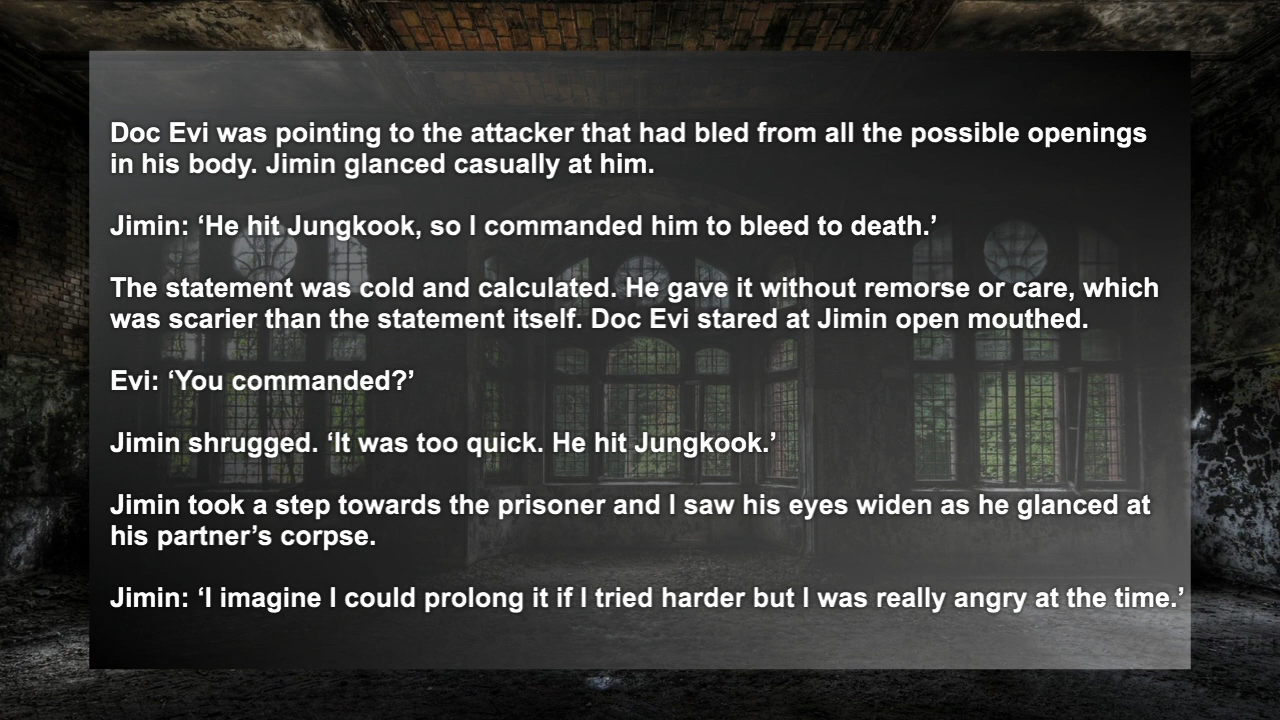 Doc Evi was pointing to the attacker that had bled from all the possible openings
in his body. Jimin glanced casually at him.
Jimin: ‘He hit Jungkook, so I commanded him to bleed to death.’
The statement was cold and calculated. He gave it without remorse or care, which
was scarier than the statement itself. Doc Evi stared at Jimin open mouthed.
Evi: ‘You commanded?’
Jimin shrugged. ‘It was too quick. He hit Jungkook.’
Jimin took a step towards the prisoner and I saw his eyes widen as he glanced at
his partner’s corpse.
Jimin: ‘I imagine I could prolong it if I tried harder but I was really angry at the time.’